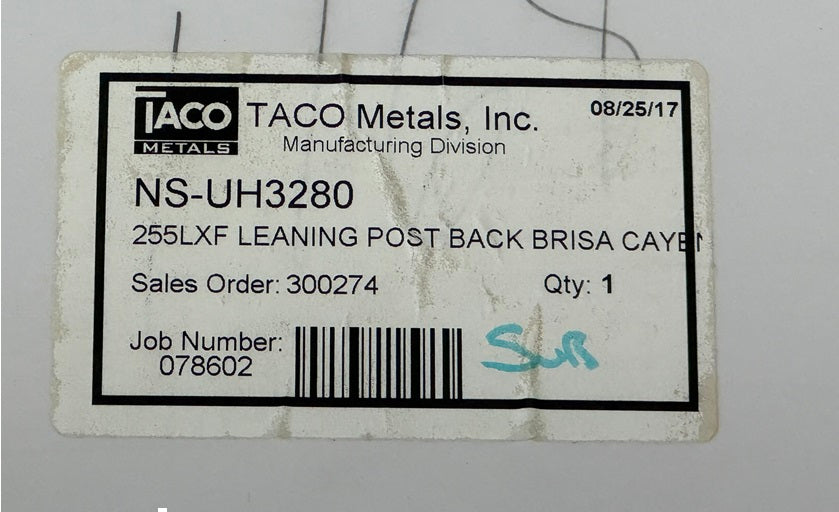 TACO METALS
TACO Metals, Inc.
08/25/17
Manufacturing Division
NS-UH3280
255LXF LEANING POST BACK BRISA
Sales Order: 300274 Qty: 1
Job Number:
078602
SUB